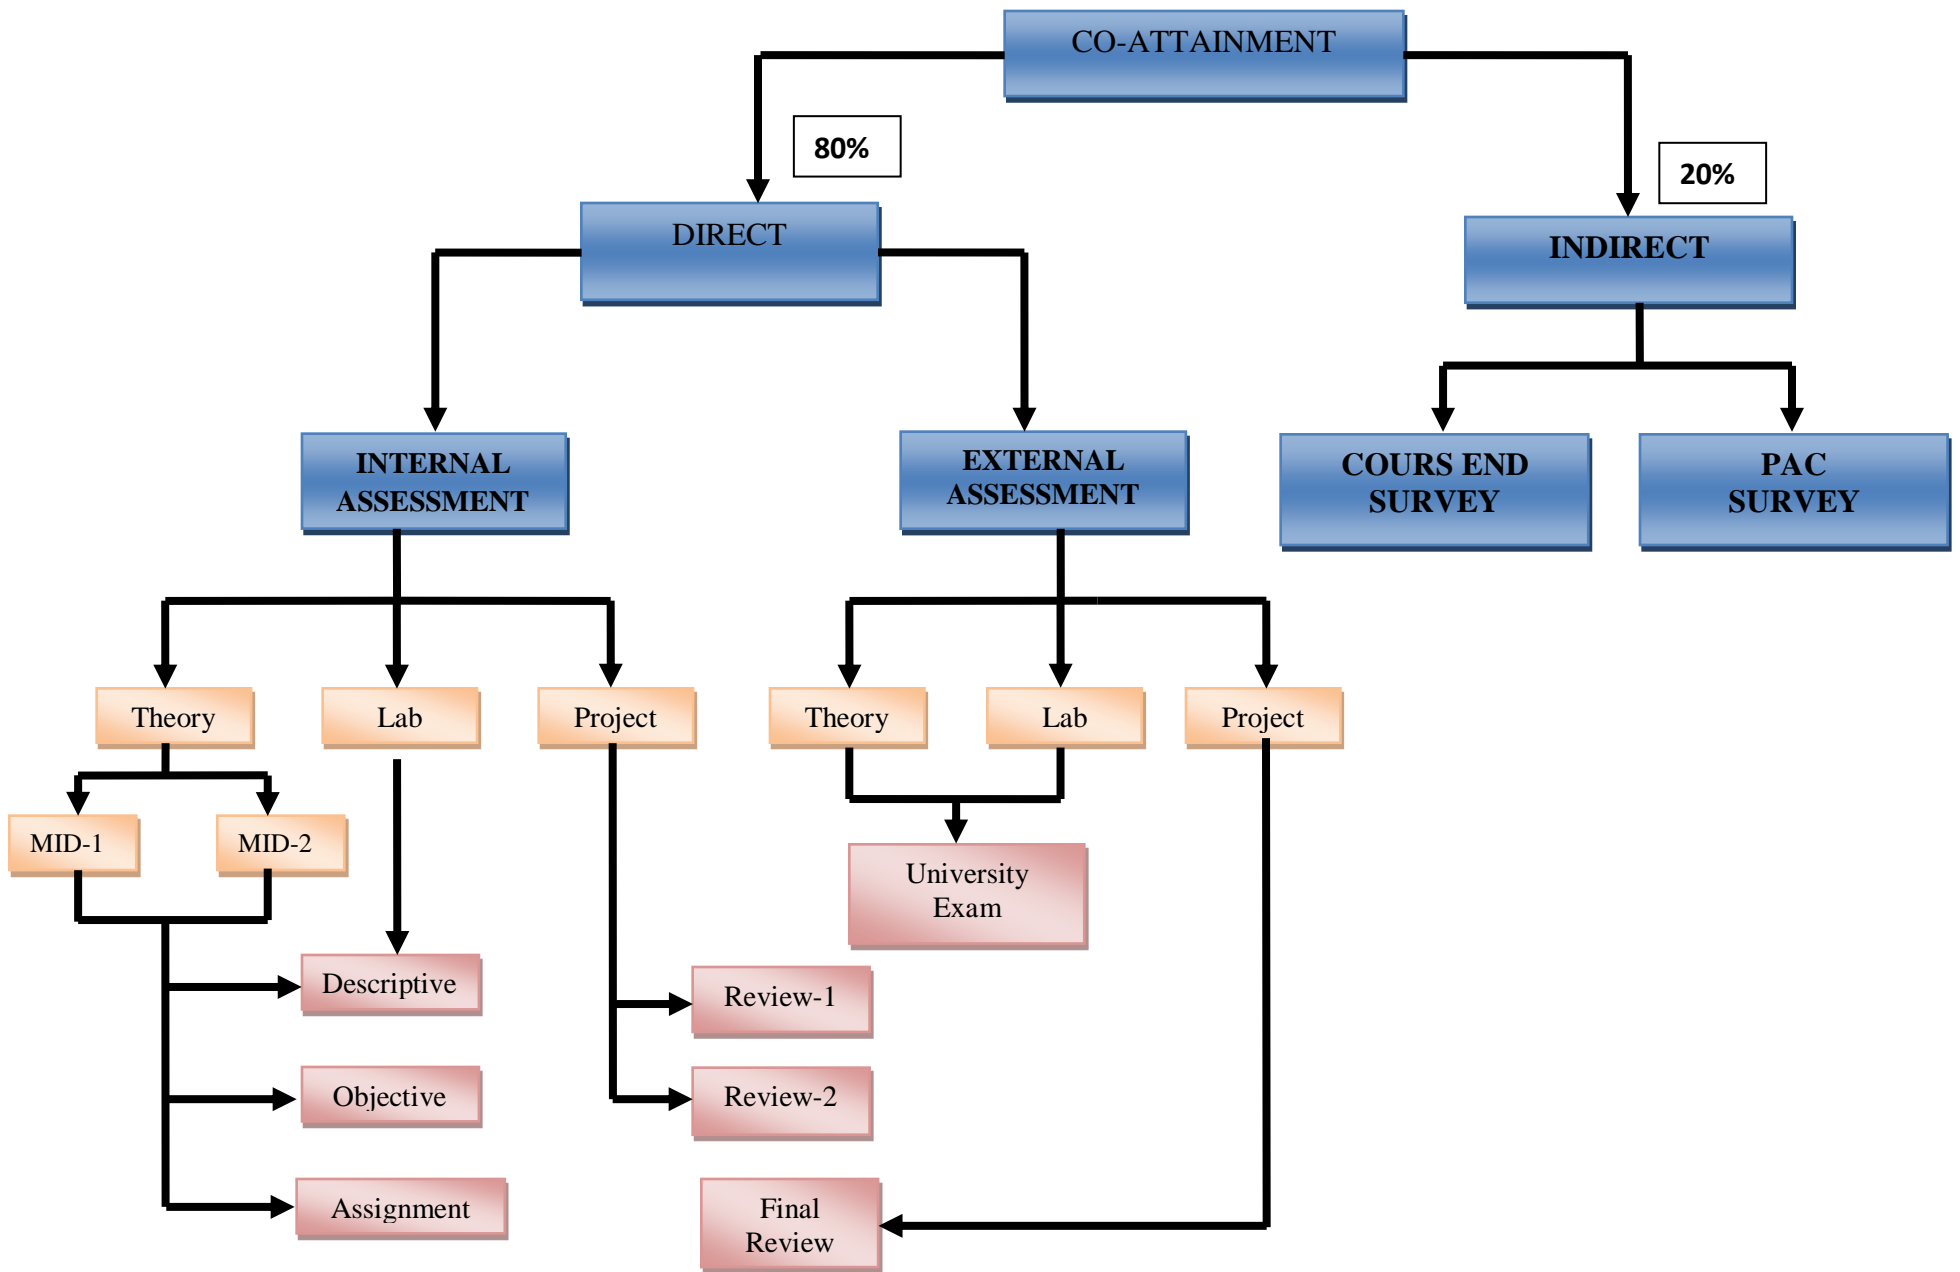 CO-ATTAINMENT
80%
20%
DIRECT
INDIRECT
INTERNAL
ASSESSMENT
EXTERNAL
ASSESSMENT
COURS END
SURVEY
PAC
SURVEY
Theory
Lab
Project
Theory
Lab
Project
MID-1
MID-2
University
Exam
Descriptive
Review-1
Objective
Review-2
Assignment
Final
Review